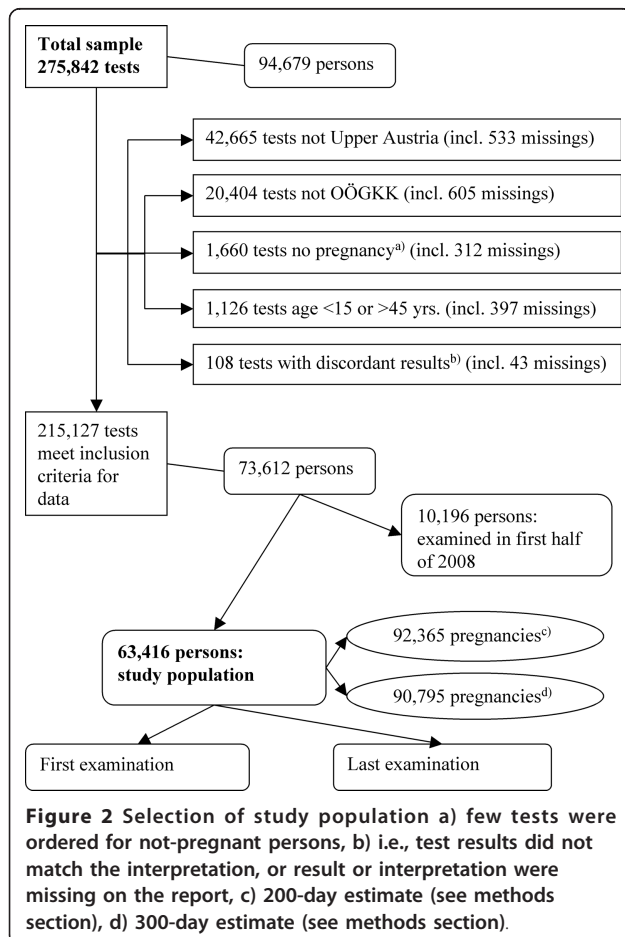 Total sample
275,842 tests
94,679 persons
42,665 tests not Upper Austria (incl. 533 missings)
20,404 tests not OÖGKK (incl. 605 missings)
1,660 tests no pregnancy a) (incl. 312 missings)
1,126 tests age <15 or >45 yrs. (incl. 397 missings)
108 tests with discordant results b) (incl. 43 missings)
215,127 tests
meet inclusion
criteria for
data
73,612 persons
10,196 persons:
examined in first half
of 2008
63,416 persons:
study population
92,365 pregnancies c)
90,795 pregnancies d)
First examination
Last examination
Figure 2 Selection of study population a) few tests were
ordered for not-pregnant persons, b) i.e., test results did not
match the interpretation, or result or interpretation were
missing on the report, c) 200-day estimate (see methods
section), d) 300-day estimate (see methods section).